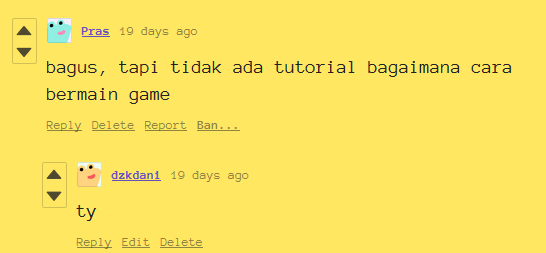 Pras 19 days ago
bagus, tapi tidak ada tutorial bagaimana cara
bermain game
Reply Delete Report Ban...
dzkdan1 19 days ago
ty
Reply Edit Delete